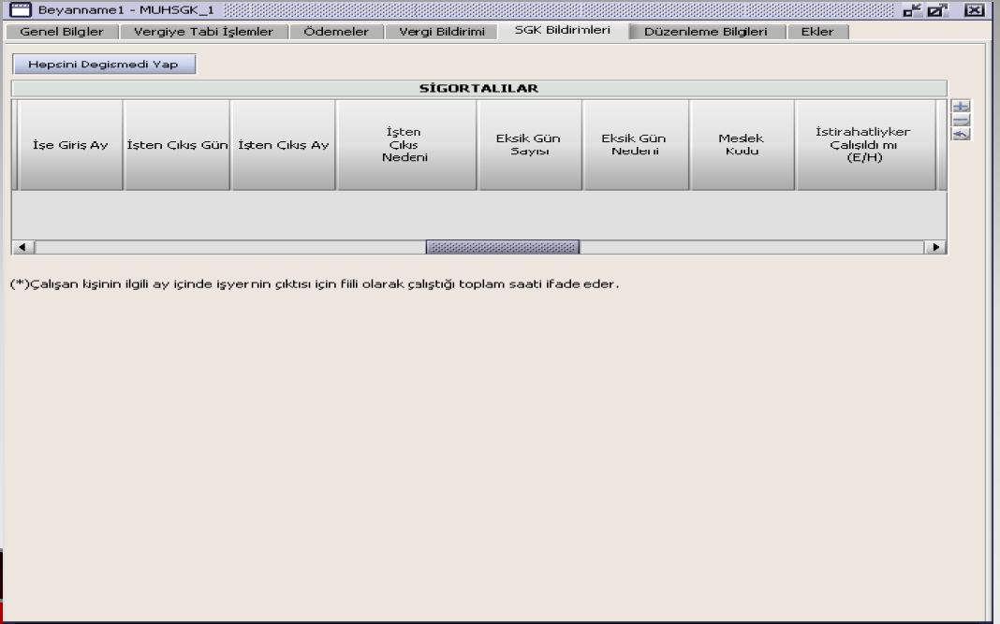 Beyanname1 - MUHSGK_1
Genel Bilgler Vergiye Tabi İşlemler Ödemeler Vergi Bildirimi SGK Bildirimleri Düzenleme Bilgileri Ekler
Hepsini Degismedi Yap
SİGORTALILAR
İşe Giriş Ay
İşten Çıkış Gün
İşten Çıkış Ay
İşten
Çıkıs
Nedeni
Eksik Gün
Sayısı
Eksik Gün
Nedeni
Meslek
Kodu
İstirahatliyker
Çalışıldı mı
(E/H)
(*)Çalışan kişinin ilgili ay içinde işyernin çıktısı için fiili olarak çalıştığı toplam saati ifade eder.